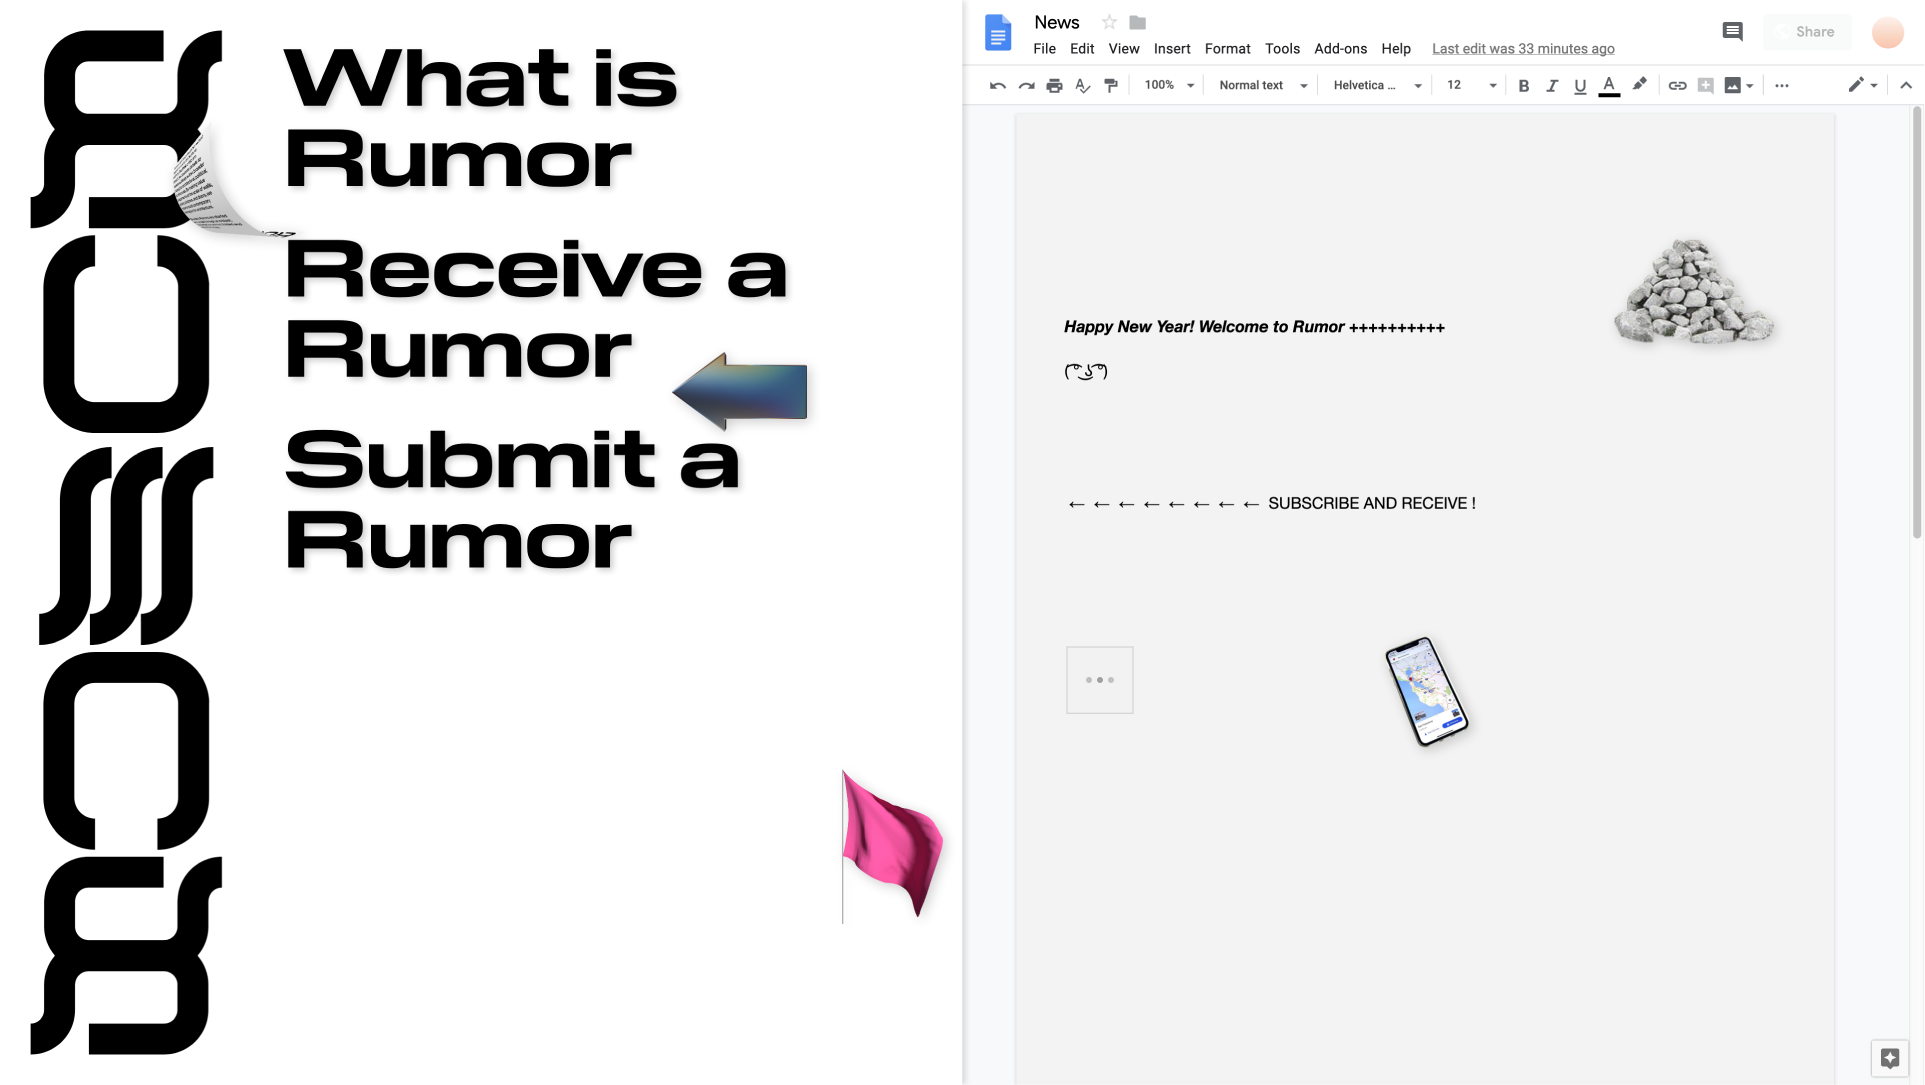 What is
Rumor
Receive a
Rumor
Submit a
Rumor
News
Share
File Edit View Insert Format Tools Add-ons Help Last edit was 33 minutes ago
100% Normal text Helvetica ... 12 B I U A
Happy New Year! Welcome to Rumor ++++++++++
( ͡° ͜ʖ ͡°)
← ← ← ← ← ← ← ← SUBSCRIBE AND RECEIVE !